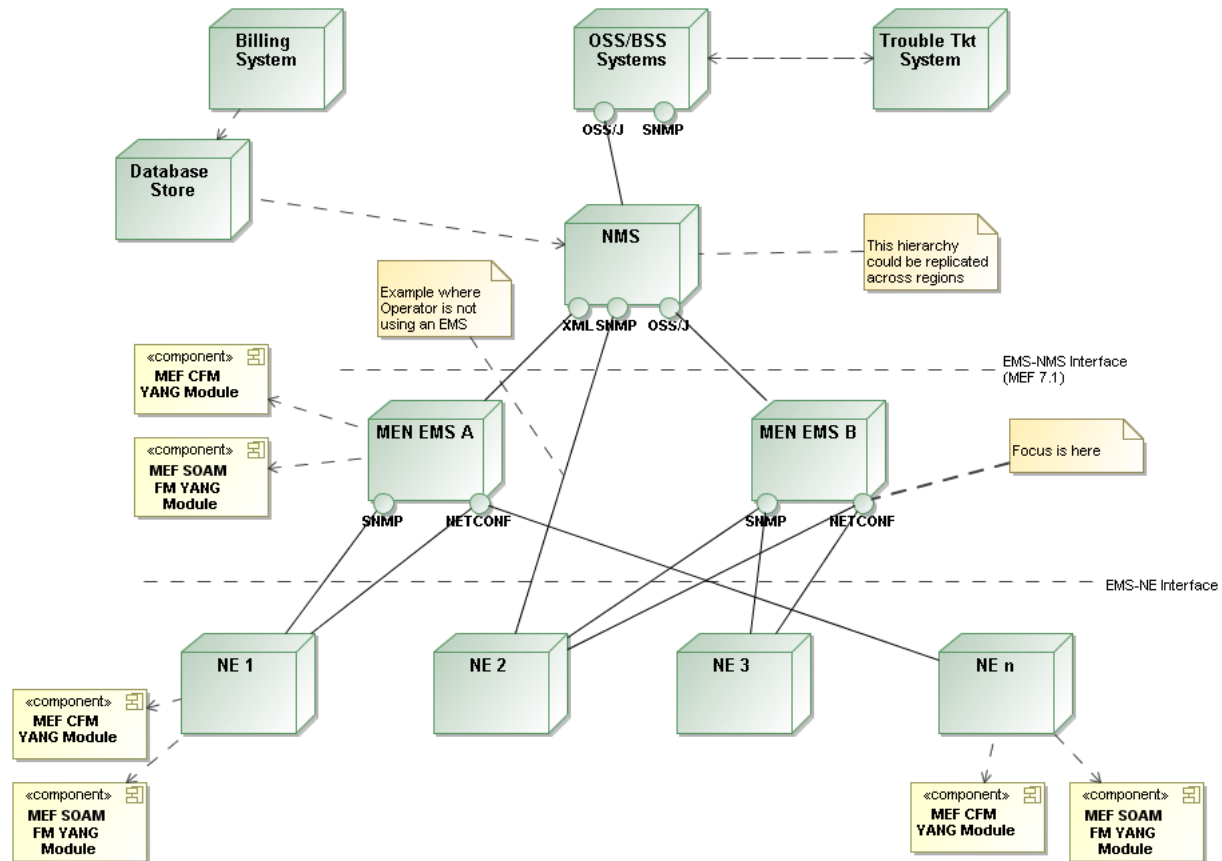 Billing
System
OSS/BSS
Systems
Trouble Tkt
System
OSS/J
SNMP
Database
Store
NMS
This hierarchy
could be replicated
across regions
Example where
Operator is not
using an EMS
XML
SNMP
OSS/J
«component»
MEF CFM
YANG Module
EMS-NMS Interface
(MEF 7.1)
MEN EMS A
MEN EMS B
Focus is here
«component»
MEF SOAM
FM YANG
Module
SNMP
NETCONF
SNMP
NETCONF
EMS-NE Interface
NE 1
NE 2
NE 3
NE n
«component»
MEF CFM
YANG Module
«component»
MEF SOAM
FM YANG
Module
«component»
MEF CFM
YANG Module
«component»
MEF SOAM
FM YANG
Module